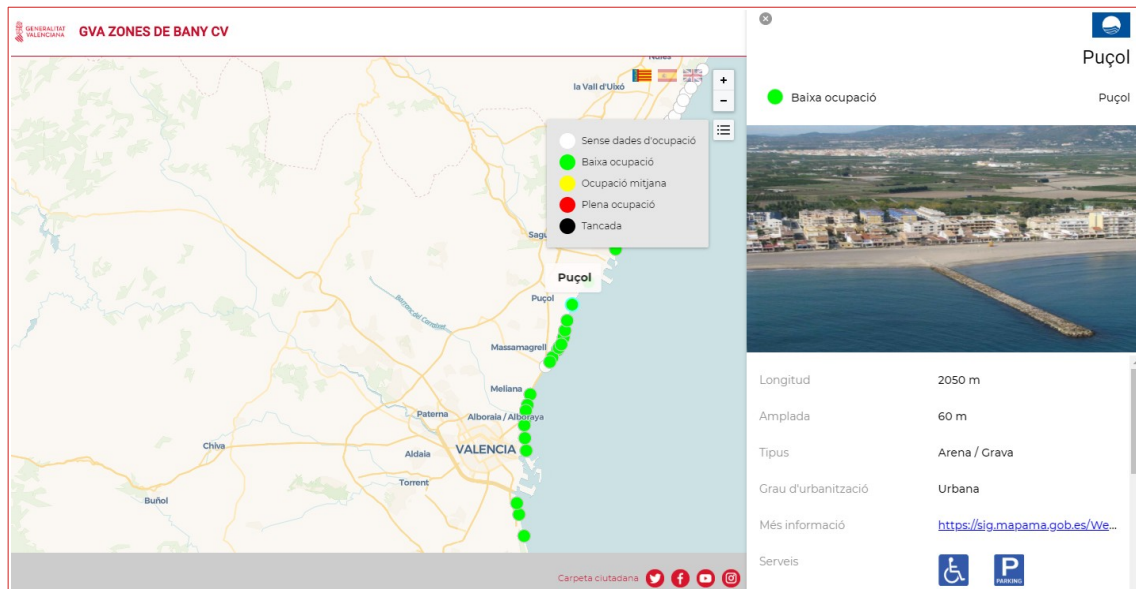 GENERALITAT
VALENCIANA
GVA ZONES DE BANY CV
Nules
la Vall d'Uixó
+
−
Sense dades d'ocupació
Baixa ocupació
Ocupació mitjana
Plena ocupació
Tancada
Sagu
Puçol
Puçol
Barranc del Carraixet
Massamagrell
Meliana
Paterna
Alboraia / Alboraya
Chiva
Aldaia
VALENCIA
Torrent
Buñol
Carpeta ciutadana
Puçol
Baixa ocupació
Puçol
Longitud
2050 m
Amplada
60 m
Tipus
Arena / Grava
Grau d'urbanització
Urbana
Més informació
https://sig.mapama.gob.es/We...
Serveis
P
PARKING